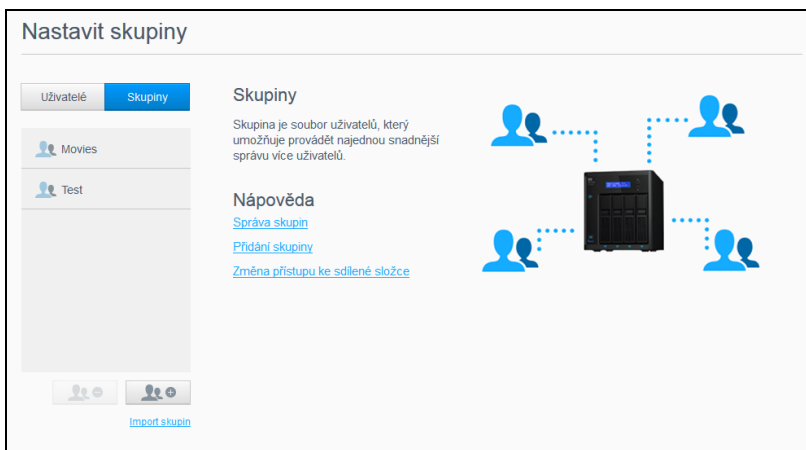 Nastavit skupiny
Uživatelé
Skupiny
Movies
Test
Import skupin
Skupiny
Skupina je soubor uživatelů, který
umožňuje provádět najednou snadnější
správu více uživatelů.
Nápověda
Správa skupin
Přidání skupiny
Změna přístupu ke sdílené složce